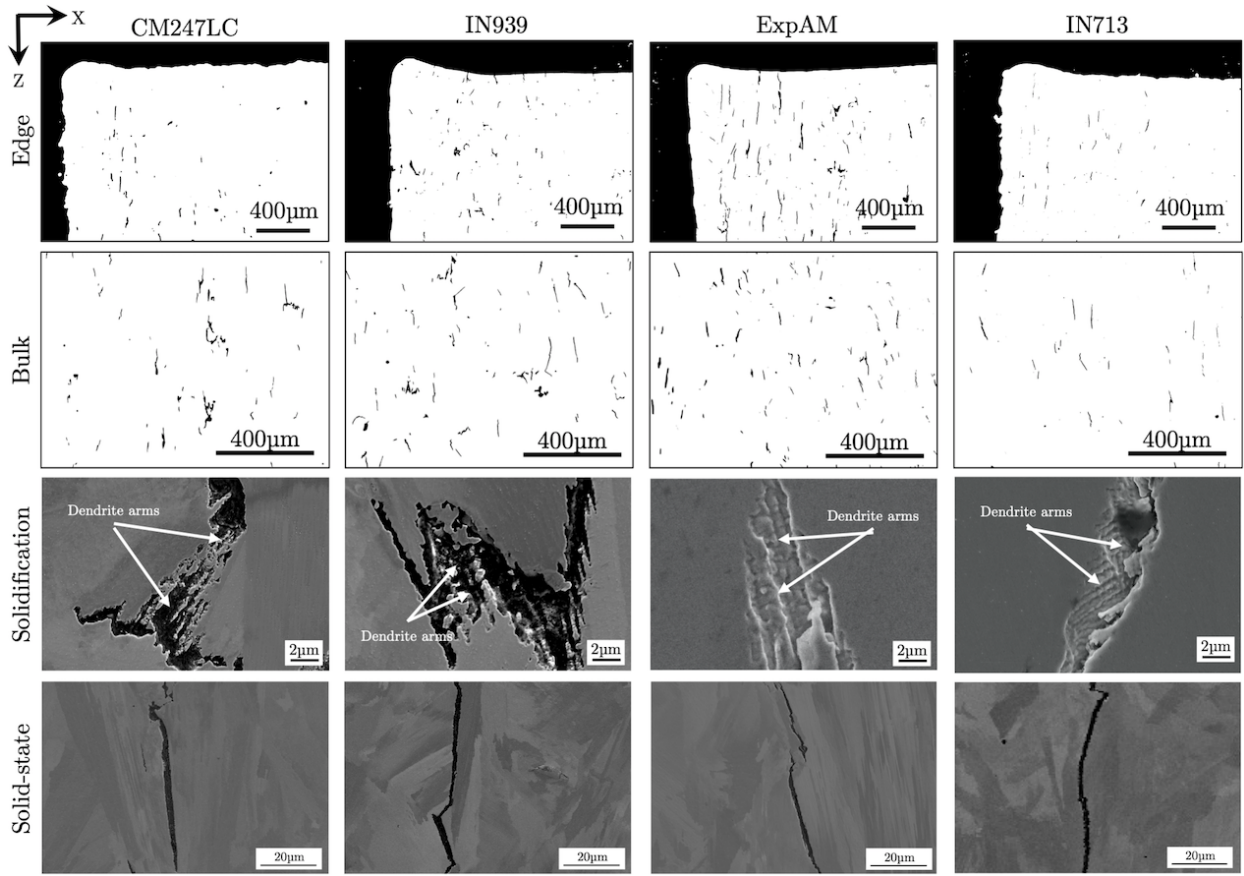 X
Z
CM247LC
IN939
ExpAM
IN713
Edge
400μm
400μm
400μm
400μm
Bulk
400μm
400μm
400μm
400μm
Solidification
Dendrite arms
2μm
Dendrite arms
2μm
Dendrite arms
2μm
Dendrite arms
2μm
Solid-state
20μm
20μm
20μm
20μm